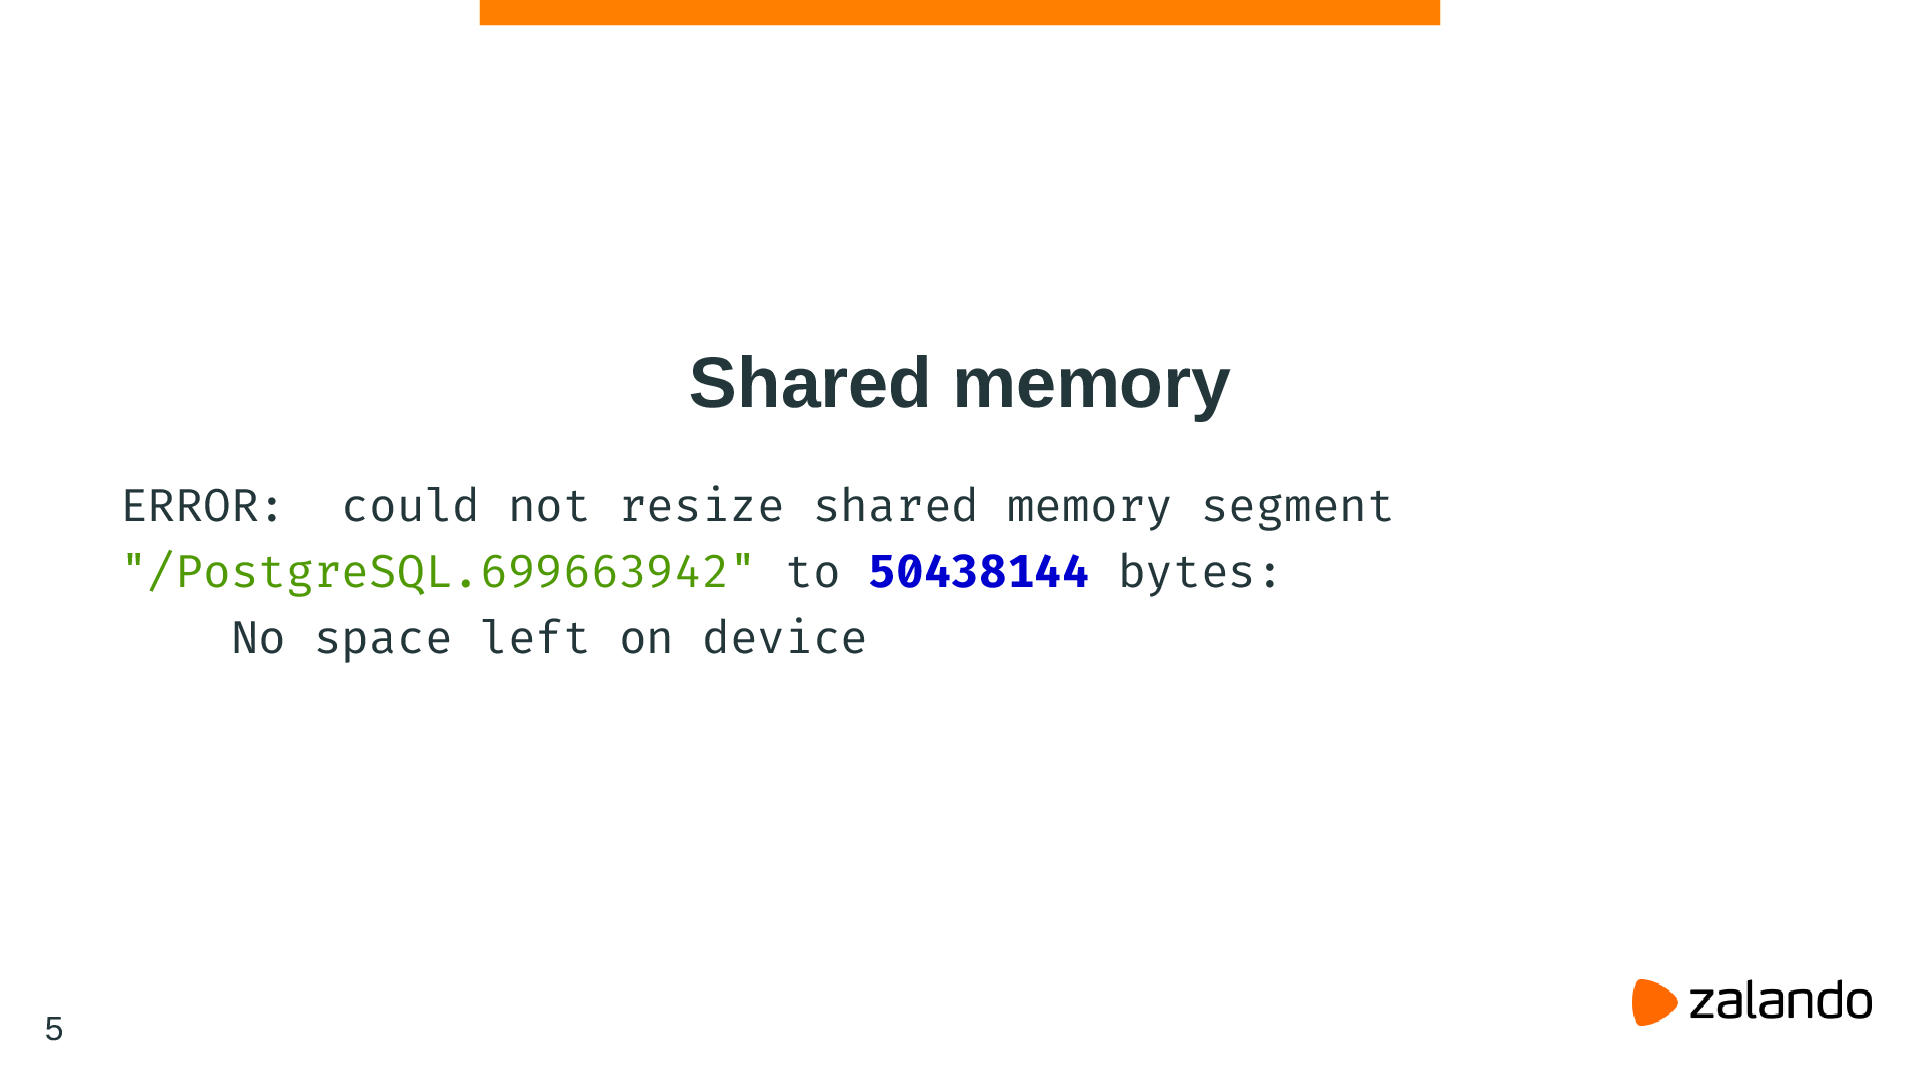 Shared memory
ERROR:  could not resize shared memory segment
"/PostgreSQL.699663942" to 50438144 bytes:
    No space left on device
5
zalando